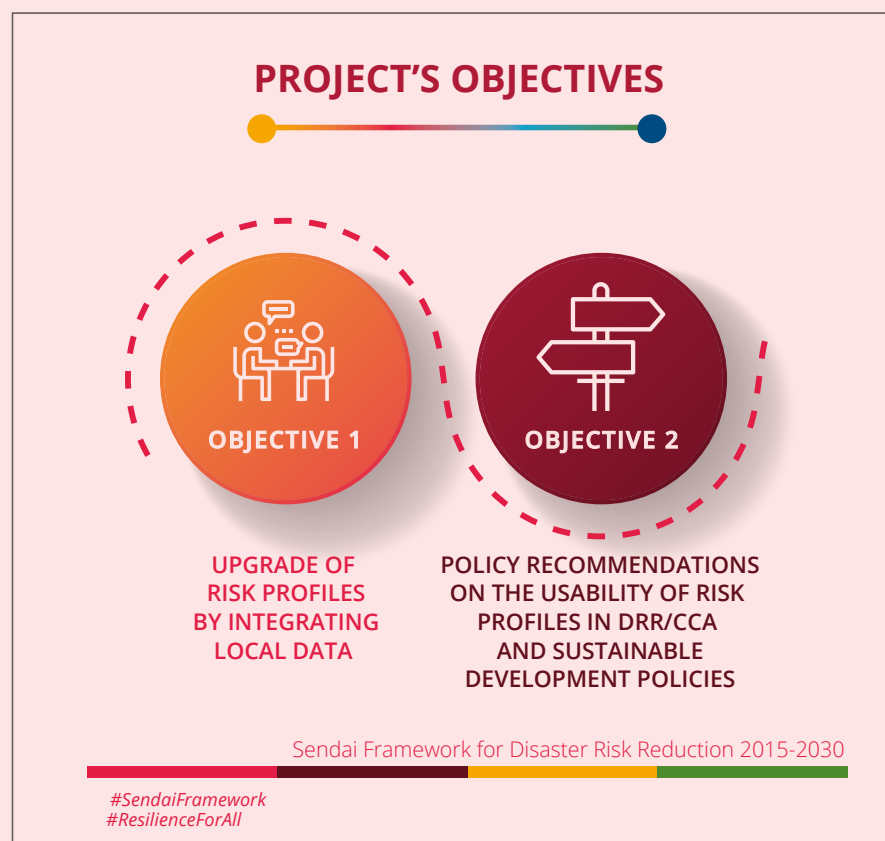 PROJECT'S OBJECTIVES
OBJECTIVE 1
UPGRADE OF
RISK PROFILES
BY INTEGRATING
LOCAL DATA
OBJECTIVE 2
POLICY RECOMMENDATIONS
ON THE USABILITY OF RISK
PROFILES IN DRR/CCA
AND SUSTAINABLE
DEVELOPMENT POLICIES
Sendai Framework for Disaster Risk Reduction 2015-2030
#SendaiFramework
#ResilienceForAll